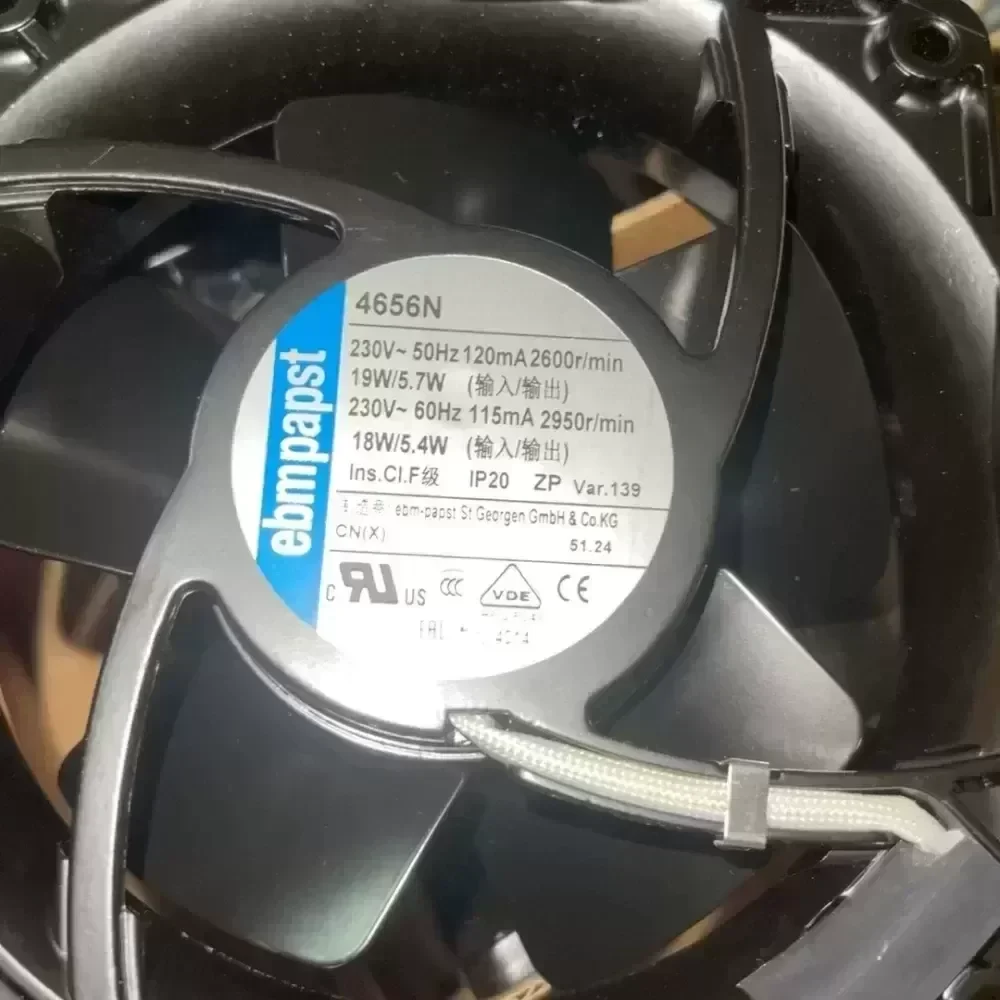 4656N
230V~ 50Hz 120mA 2600r/min
19W/5.7W (输入/输出)
230V~ 60Hz 115mA 2950r/min
18W/5.4W (输入/输出)
Ins.Cl.F级 IP20 ZP Var.139
ebm-papst St Georgen GmbH & Co.KG
CN(X) 51.24
C RU US CCC VDE CE
ebmpapst